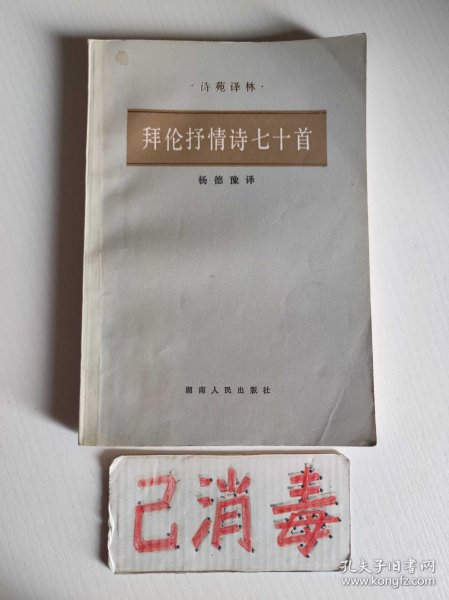 ·诗苑译林·
拜伦抒情诗七十首
杨德豫译
湖南人民出版社
已消毒
孔夫子旧书网
www.kongfz.com